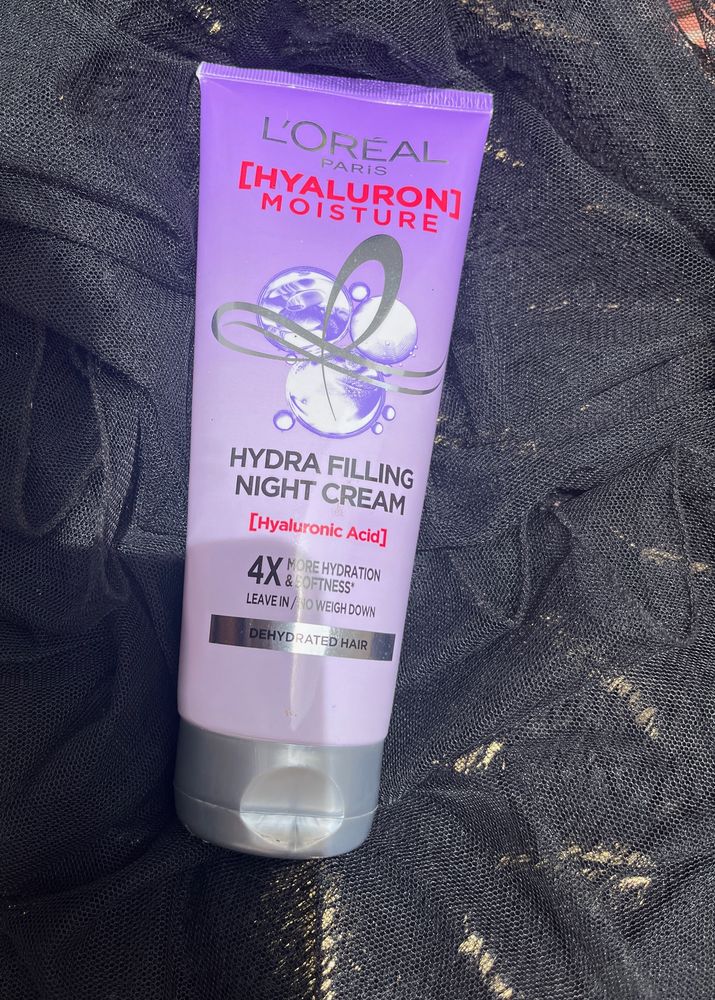 L'ORÉAL
PARIS
[HYALURON]
MOISTURE
HYDRA FILLING
NIGHT CREAM
[Hyaluronic Acid]
4X MORE HYDRATION
& SOFTNESS*
LEAVE IN / NO WEIGH DOWN
DEHYDRATED HAIR